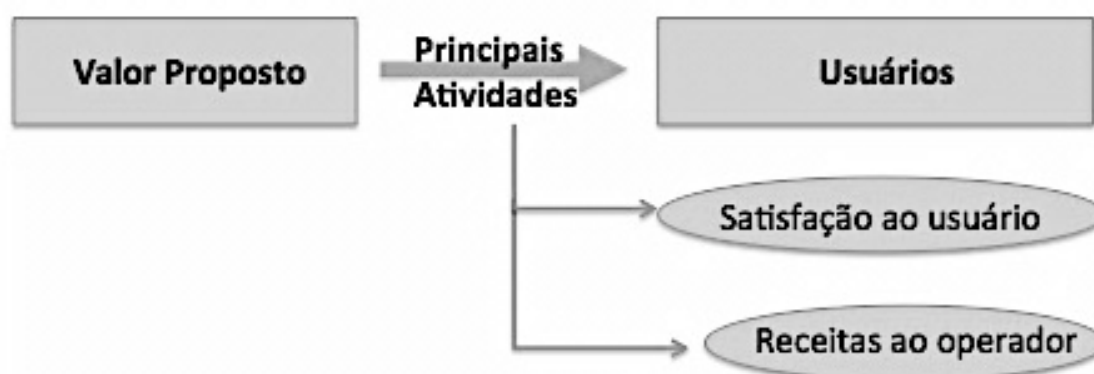 Valor Proposto
Principais
Atividades
Usuários
Satisfação ao usuário
Receitas ao operador